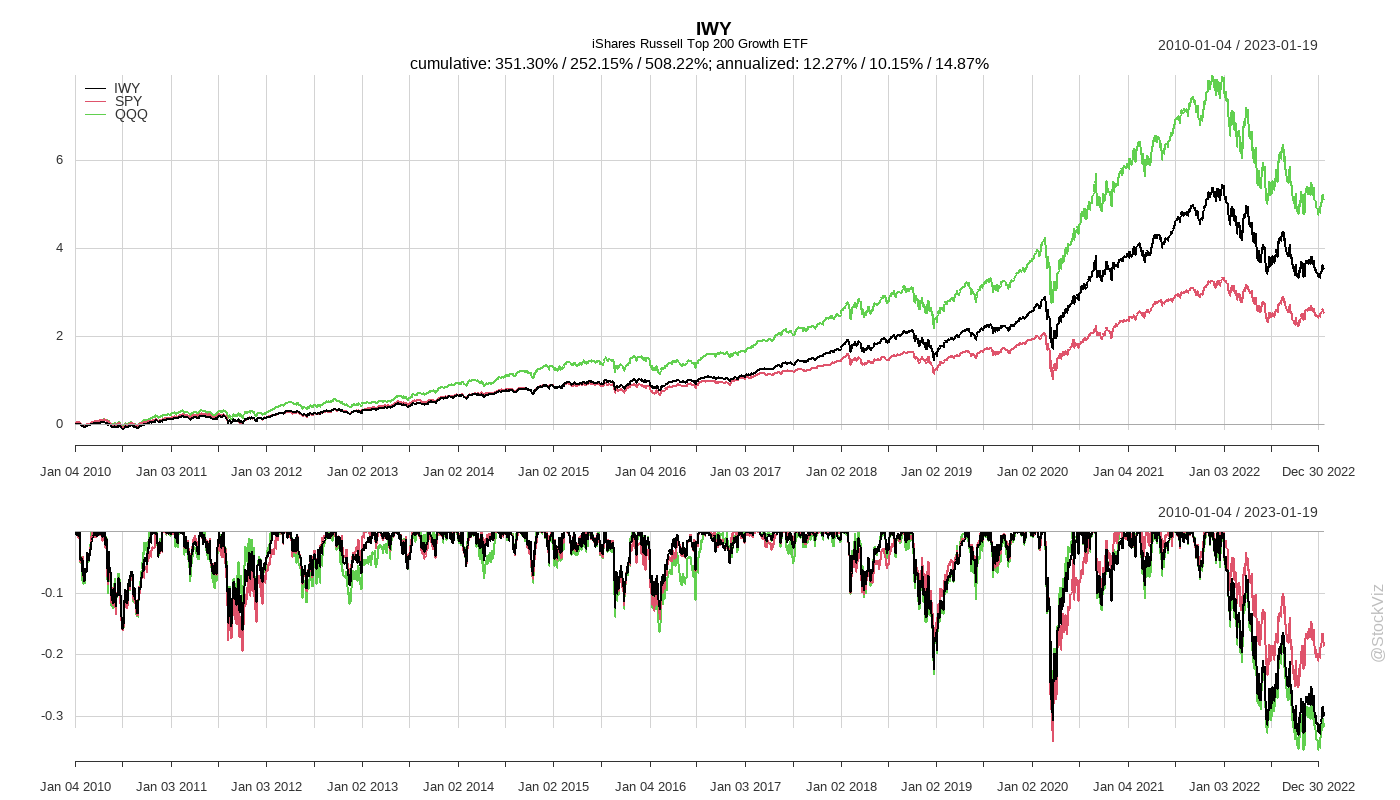 IWY
iShares Russell Top 200 Growth ETF
2010-01-04 / 2023-01-19
cumulative: 351.30% / 252.15% / 508.22%; annualized: 12.27% / 10.15% / 14.87%
IWY
SPY
QQQ
6
4
2
0
Jan 04 2010 Jan 03 2011 Jan 03 2012 Jan 02 2013 Jan 02 2014 Jan 02 2015 Jan 04 2016 Jan 03 2017 Jan 02 2018 Jan 02 2019 Jan 02 2020 Jan 04 2021 Jan 03 2022 Dec 30 2022
2010-01-04 / 2023-01-19
-0.1
-0.2
-0.3
Jan 04 2010 Jan 03 2011 Jan 03 2012 Jan 02 2013 Jan 02 2014 Jan 02 2015 Jan 04 2016 Jan 03 2017 Jan 02 2018 Jan 02 2019 Jan 02 2020 Jan 04 2021 Jan 03 2022 Dec 30 2022
@StockViz